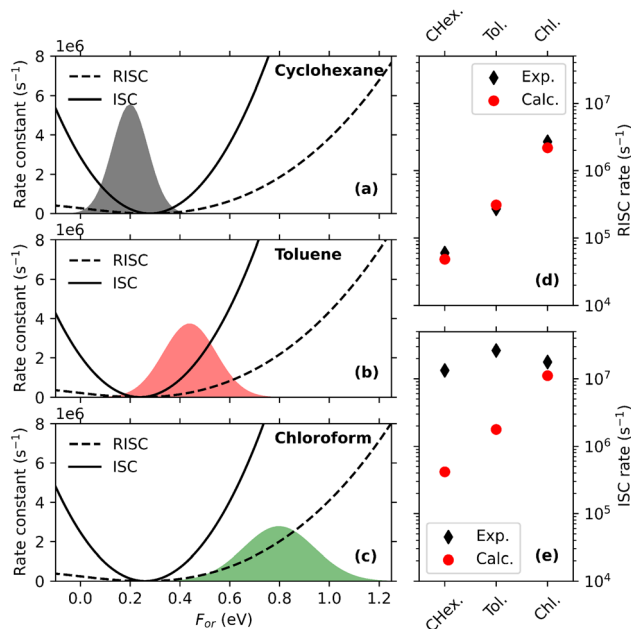 1e6
8
6
4
2
0
Rate constant (s⁻¹)
RISC
ISC
Cyclohexane
(a)
1e6
8
6
4
2
0
Rate constant (s⁻¹)
RISC
ISC
Toluene
(b)
1e6
8
6
4
2
0
Rate constant (s⁻¹)
RISC
ISC
Chloroform
(c)
0.0 0.2 0.4 0.6 0.8 1.0 1.2
F_or (eV)
CHex. Tol. Chl.
Exp.
Calc.
(d)
10⁷
10⁶
10⁵
10⁴
RISC rate (s⁻¹)
Exp.
Calc.
(e)
10⁷
10⁶
10⁵
10⁴
ISC rate (s⁻¹)
CHex. Tol. Chl.